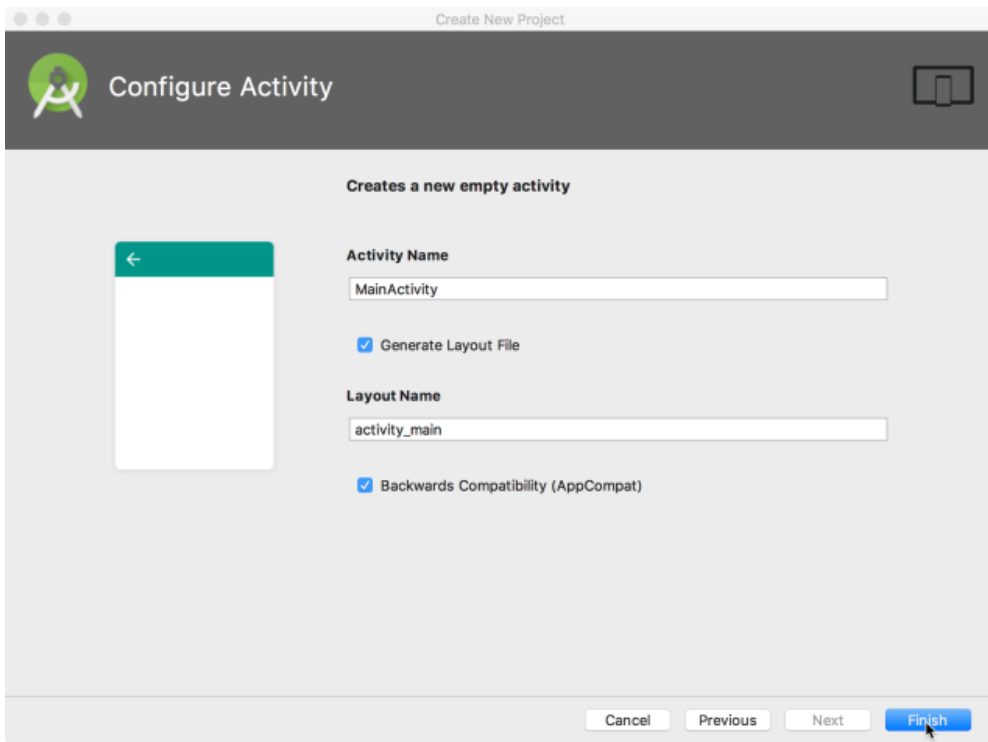 Create New Project
Configure Activity
Creates a new empty activity
Activity Name
MainActivity
Generate Layout File
Layout Name
activity_main
Backwards Compatibility (AppCompat)
Cancel Previous Next Finish